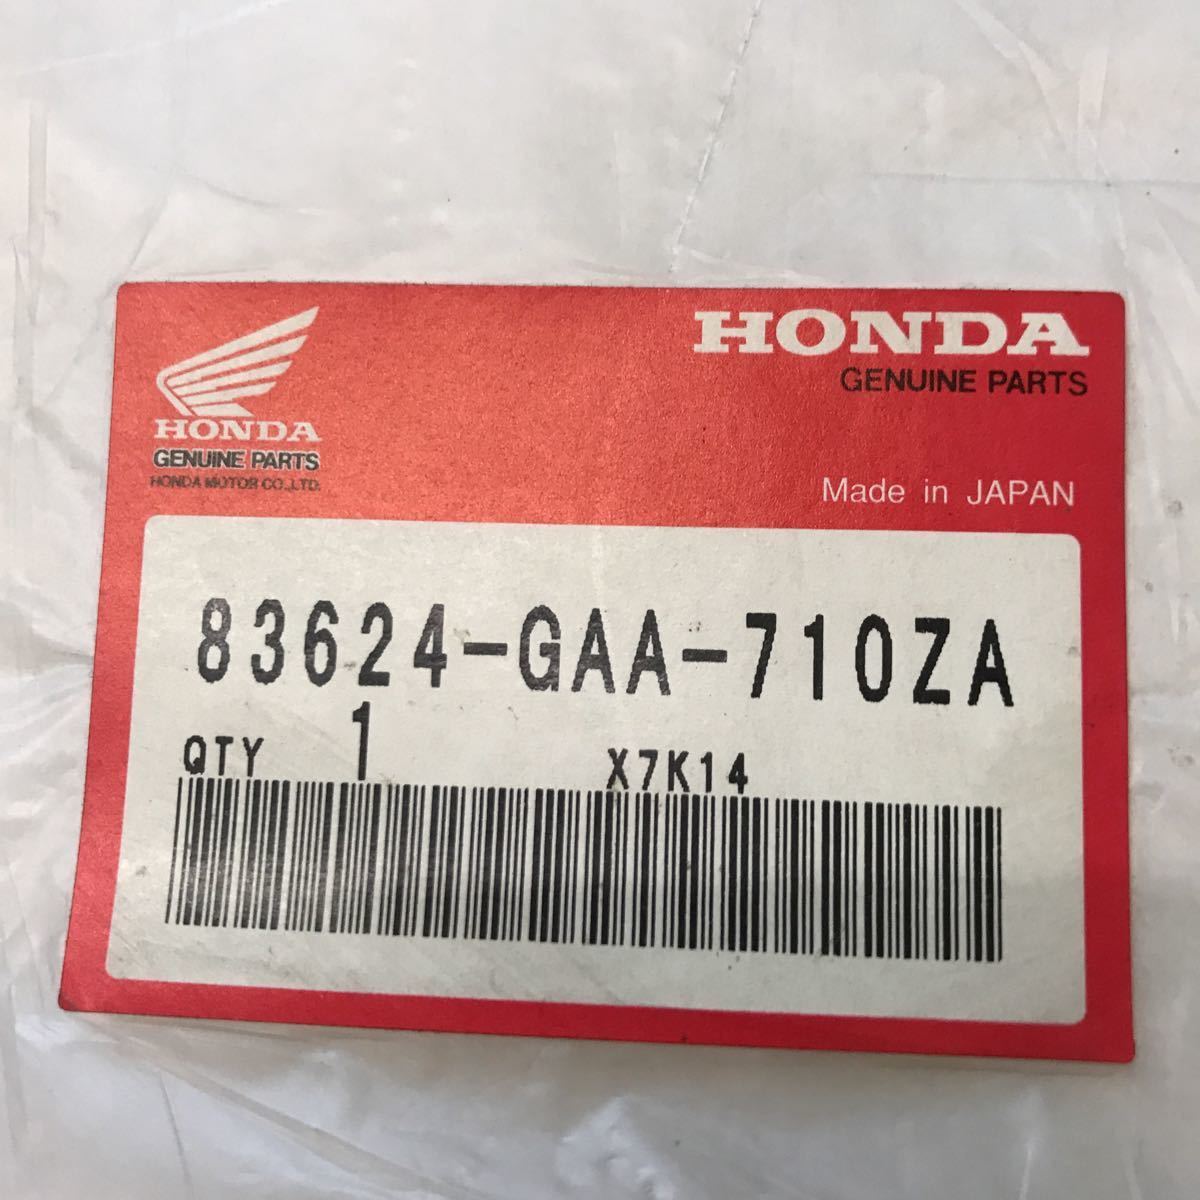 HONDA
GENUINE PARTS
HONDA
GENUINE PARTS
HONDA MOTOR CO.,LTD.
Made in JAPAN
83624-GAA-710ZA
QTY 1 X7K14